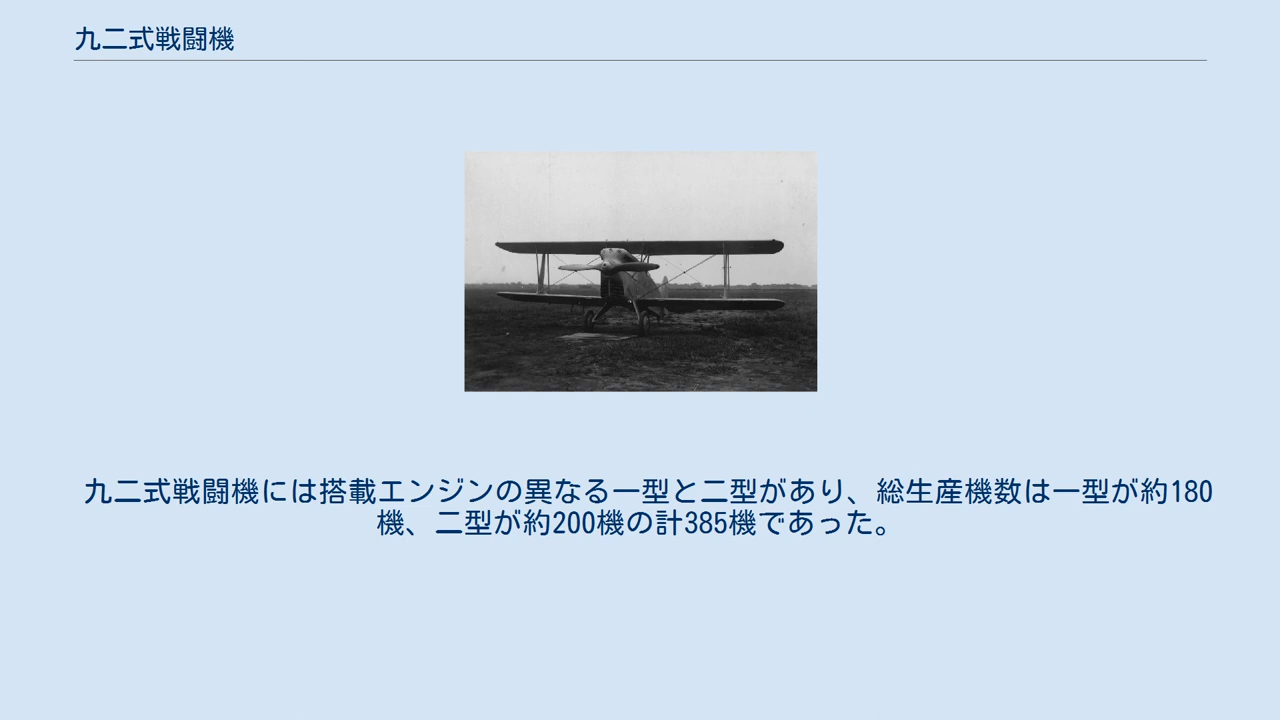 九二式戦闘機
九二式戦闘機には搭載エンジンの異なる一型と二型があり、総生産機数は一型が約180
機、二型が約200機の計385機であった。